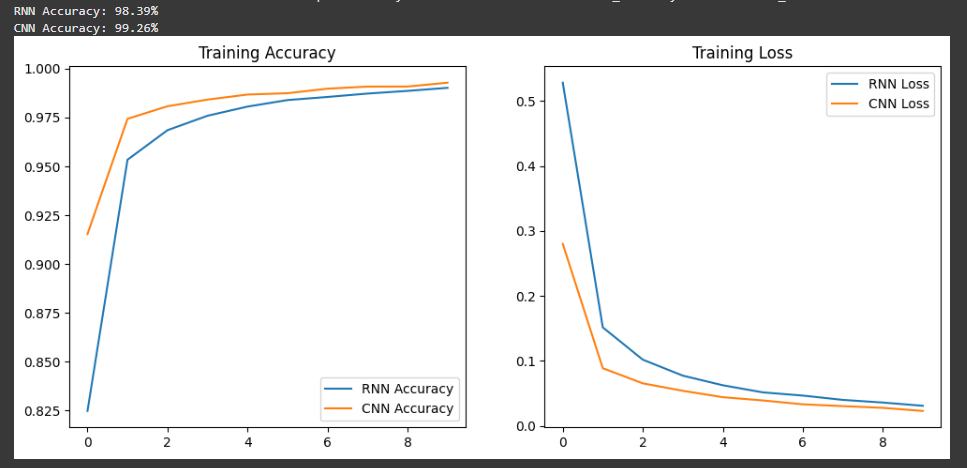 RNN Accuracy: 98.39%
CNN Accuracy: 99.26%
Training Accuracy
1.000
0.975
0.950
0.925
0.900
0.875
0.850
0.825
0 2 4 6 8
RNN Accuracy
CNN Accuracy
Training Loss
0.5
0.4
0.3
0.2
0.1
0.0
0 2 4 6 8
RNN Loss
CNN Loss